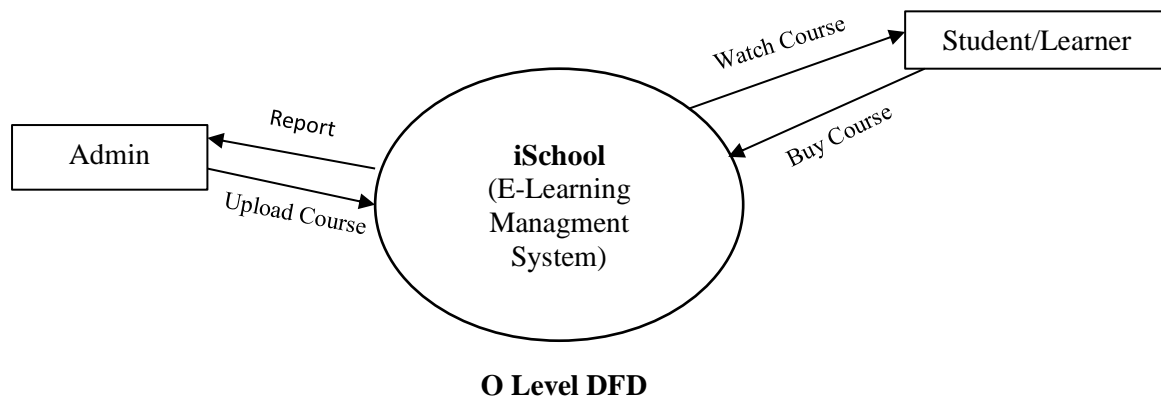 Watch Course
Student/Learner
Buy Course
Report
Admin
Upload Course
iSchool
(E-Learning
Managment
System)
O Level DFD